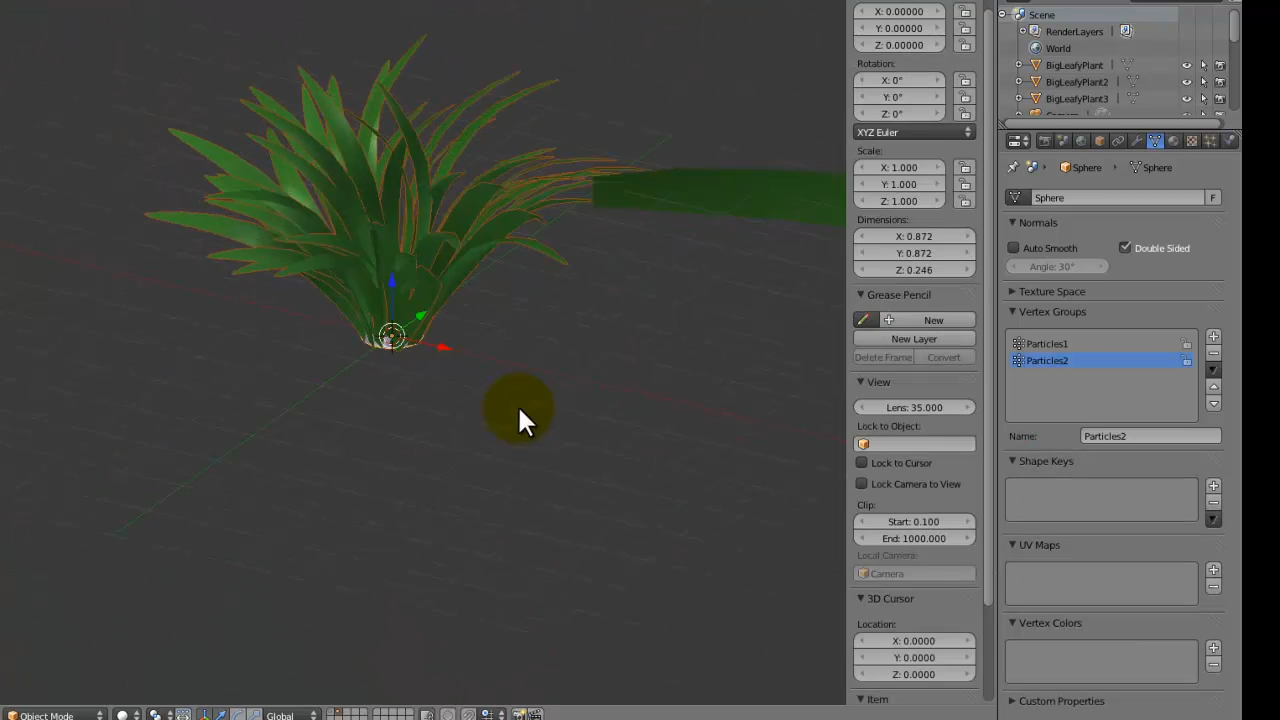 X: 0.00000
Y: 0.00000
Z: 0.00000
Rotation:
X: 0°
Y: 0°
Z: 0°
XYZ Euler
Scale:
X: 1.000
Y: 1.000
Z: 1.000
Dimensions:
X: 0.872
Y: 0.872
Z: 0.246
Grease Pencil
New
New Layer
Delete Frame Convert
View
Lens: 35.000
Lock to Object:
Lock to Cursor
Lock Camera to View
Clip:
Start: 0.100
End: 1000.000
Local Camera:
Camera
3D Cursor
Location:
X: 0.0000
Y: 0.0000
Z: 0.0000
Item
Scene
RenderLayers
World
BigLeafyPlant
BigLeafyPlant2
BigLeafyPlant3
Sphere Sphere
Sphere F
Normals
Auto Smooth Double Sided
Angle: 30°
Texture Space
Vertex Groups
Particles1
Particles2
Name: Particles2
Shape Keys
UV Maps
Vertex Colors
Custom Properties
Object Mode Global